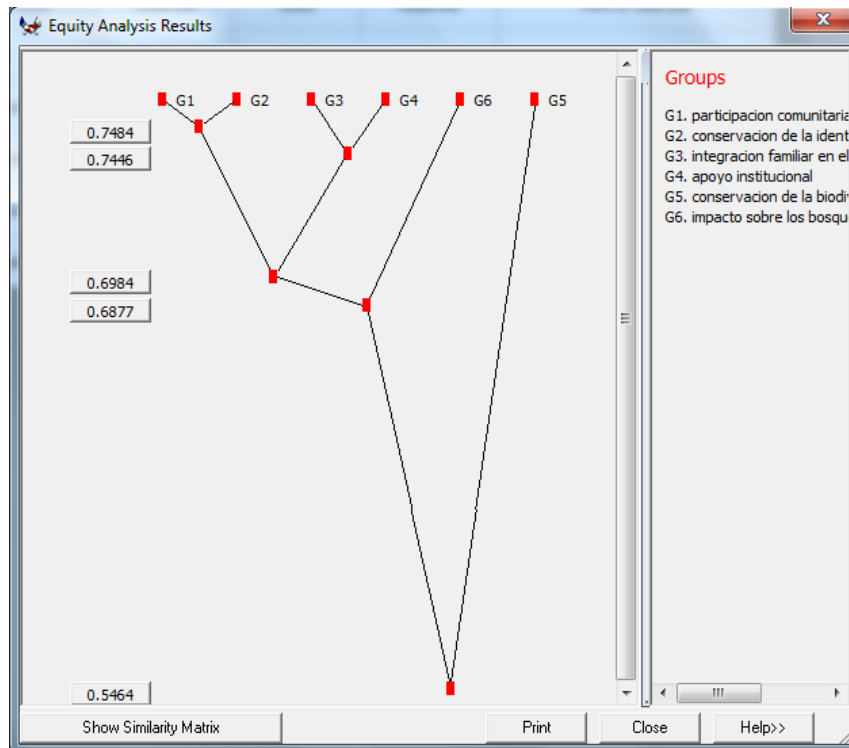 Equity Analysis Results
G1 G2 G3 G4 G6 G5
0.7484
0.7446
0.6984
0.6877
0.5464
Groups
G1. participacion comunitaria
G2. conservacion de la ident
G3. integracion familiar en el
G4. apoyo institucional
G5. conservacion de la biodiv
G6. impacto sobre los bosqu
Show Similarity Matrix Print Close Help>>